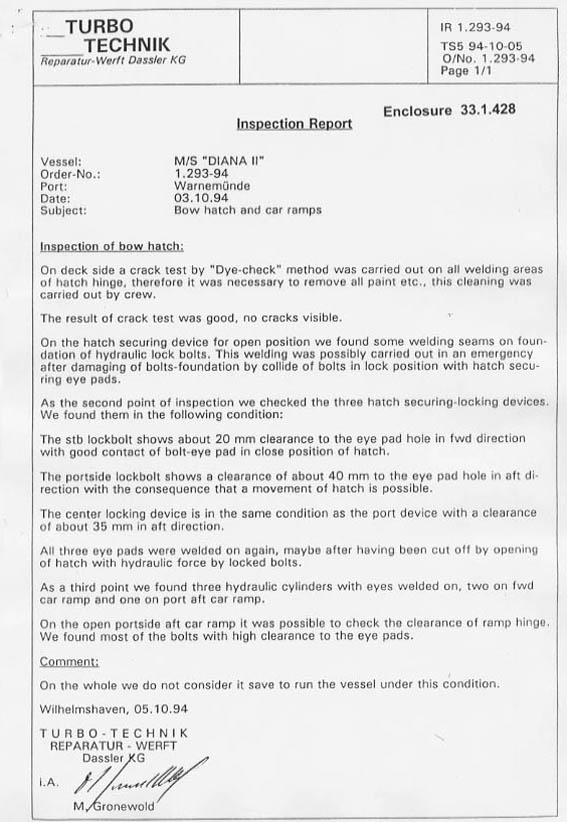 TURBO
TECHNIK
Reparatur-Werft Dassler KG
IR 1.293-94
TS5 94-10-05
O/No. 1.293-94
Page 1/1
Enclosure 33.1.428
Inspection Report
Vessel: M/S "DIANA II"
Order-No.: 1.293-94
Port: Warnemünde
Date: 03.10.94
Subject: Bow hatch and car ramps
Inspection of bow hatch:
On deck side a crack test by "Dye-check" method was carried out on all welding areas
of hatch hinge, therefore it was necessary to remove all paint etc., this cleaning was
carried out by crew.
The result of crack test was good, no cracks visible.
On the hatch securing device for open position we found some welding seams on foun-
dation of hydraulic lock bolts. This welding was possibly carried out in an emergency
after damaging of bolts-foundation by collide of bolts in lock position with hatch secu-
ring eye pads.
As the second point of inspection we checked the three hatch securing-locking devices.
We found them in the following condition:
The stb lockbolt shows about 20 mm clearance to the eye pad hole in fwd direction
with good contact of bolt-eye pad in close position of hatch.
The portside lockbolt shows a clearance of about 40 mm to the eye pad hole in aft di-
rection with the consequence that a movement of hatch is possible.
The center locking device is in the same condition as the port device with a clearance
of about 35 mm in aft direction.
All three eye pads were welded on again, maybe after having been cut off by opening
of hatch with hydraulic force by locked bolts.
As a third point we found three hydraulic cylinders with eyes welded on, two on fwd
car ramp and one on port aft car ramp.
On the open portside aft car ramp it was possible to check the clearance of ramp hinge.
We found most of the bolts with high clearance to the eye pads.
Comment:
On the whole we do not consider it save to run the vessel under this condition.
Wilhelmshaven, 05.10.94
TURBO-TECHNIK
REPARATUR - WERFT
Dassler KG
i.A.
M. Gronewold